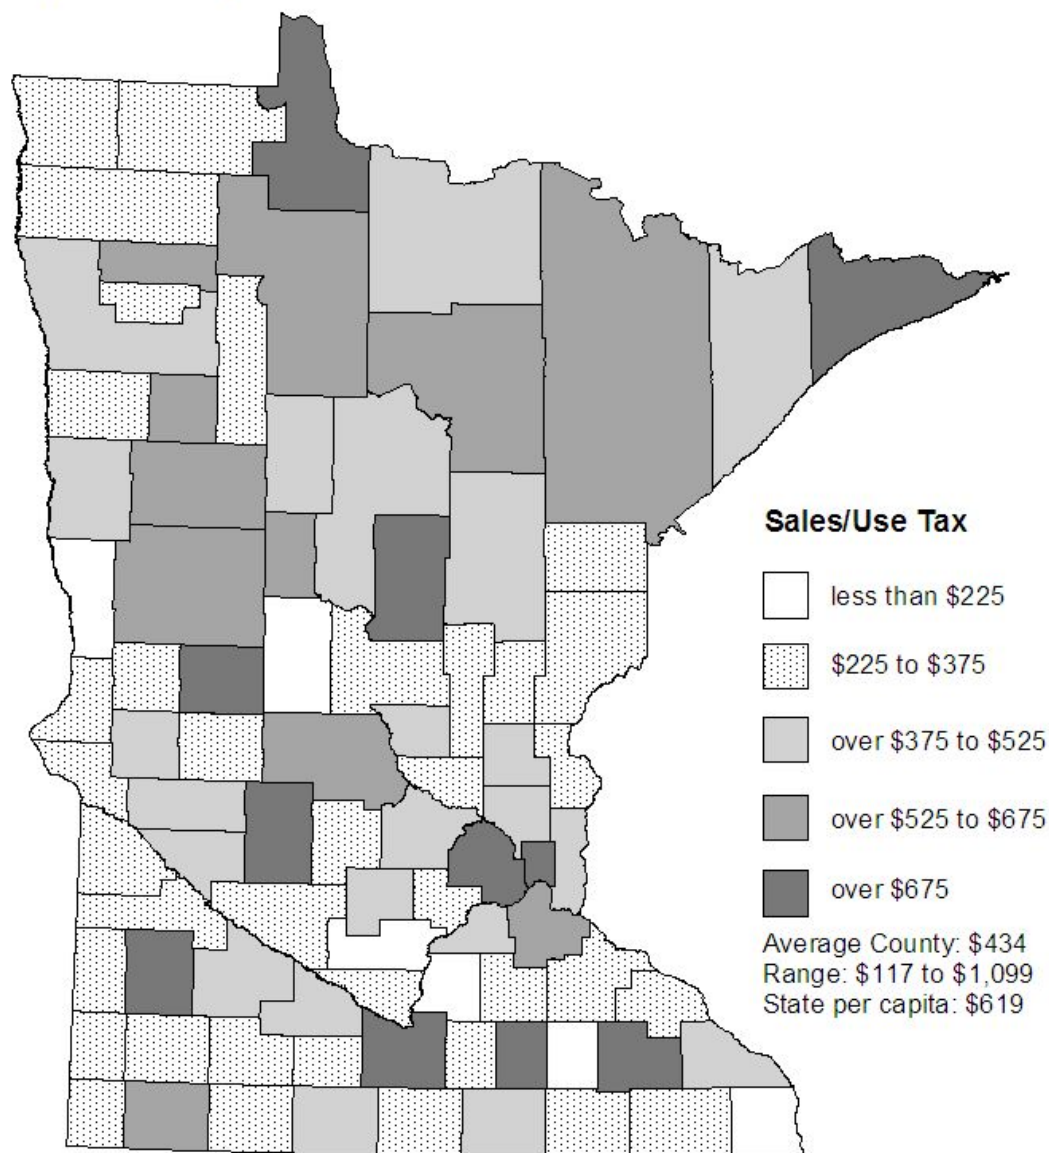 Sales/Use Tax
less than $225
$225 to $375
over $375 to $525
over $525 to $675
over $675
Average County: $434
Range: $117 to $1,099
State per capita: $619